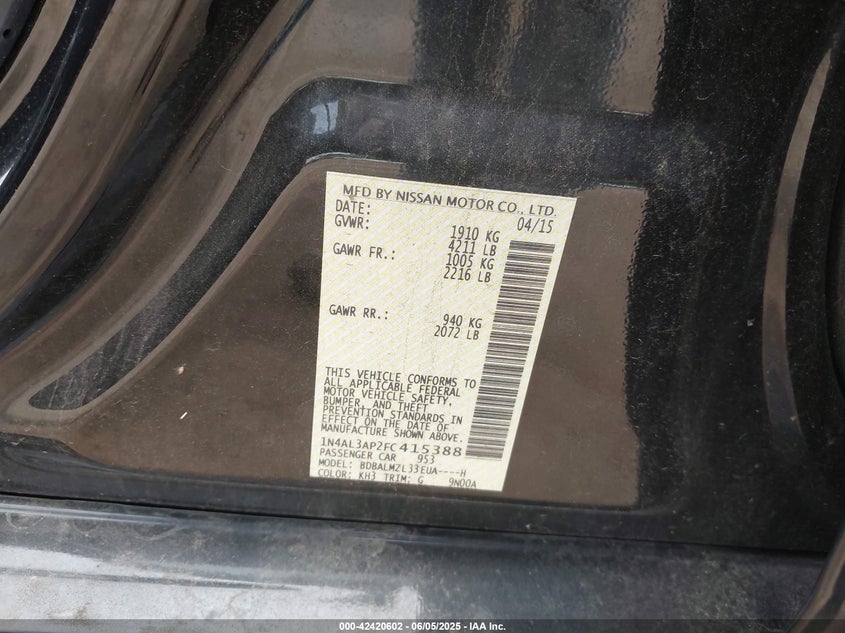 MFD BY NISSAN MOTOR CO., LTD.
DATE: 04/15
GVWR: 1910 KG
4211 LB
GAWR FR.: 1005 KG
2216 LB
GAWR RR.: 940 KG
2072 LB
THIS VEHICLE CONFORMS TO
ALL APPLICABLE FEDERAL
MOTOR VEHICLE SAFETY,
BUMPER, AND THEFT
PREVENTION STANDARDS IN
EFFECT ON THE DATE OF
MANUFACTURE SHOWN ABOVE.
1N4AL3AP2FC415388
PASSENGER CAR 953
MODEL: BDBALMZL33EUA----H
COLOR: KH3 TRIM: G 9N00A
000-42420602 - 06/05/2025 - IAA Inc.